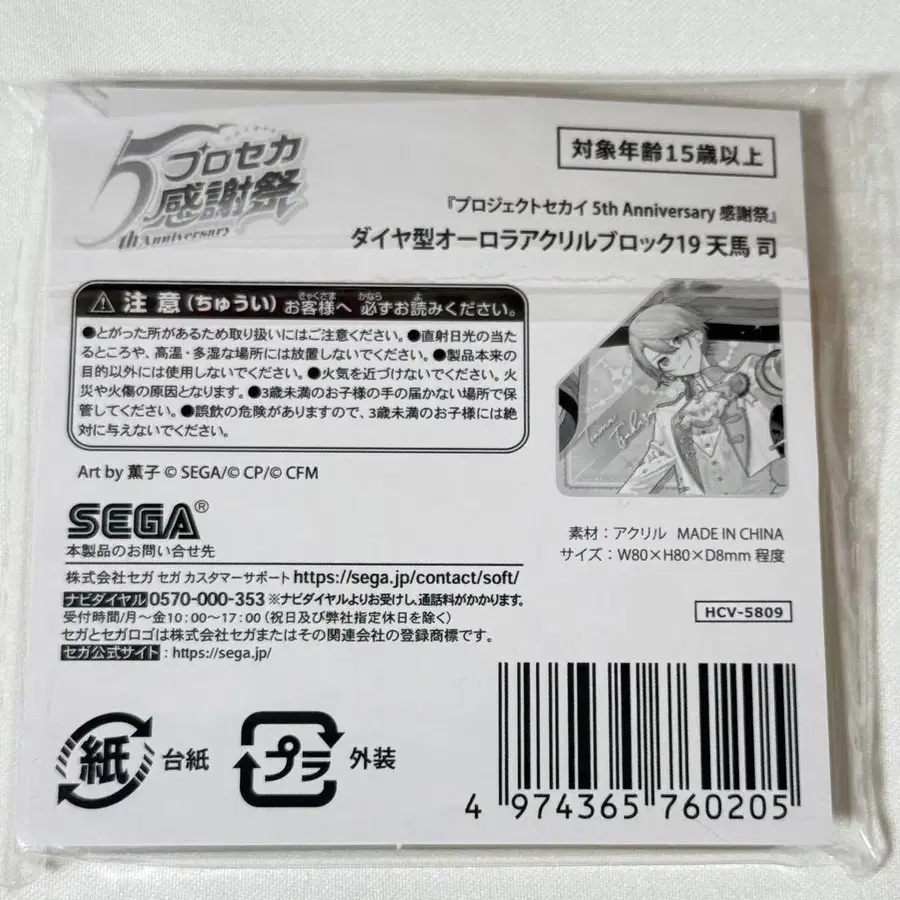 5
プロセカ
感謝祭
th Anniversary
対象年齢15歳以上
『プロジェクトセカイ 5th Anniversary 感謝祭』
ダイヤ型オーロラアクリルブロック19 天馬 司
注意(ちゅうい) お客様へ 必ずお読みください。
きゃくさま かなら よ
●とがった所があるため取り扱いにはご注意ください。●直射日光の当た
るところや、高温・多湿な場所には放置しないでください。●製品本来の
目的以外には使用しないでください。●火気を近づけないでください。火
災や火傷の原因となります。●3歳未満のお子様の手の届かない場所で保
管してください。●誤飲の危険がありますので、3歳未満のお子様には絶
対に与えないでください。
Art by 薫子 © SEGA/© CP/© CFM
SEGA®
本製品のお問い合せ先
株式会社セガ セガ カスタマーサポート https://sega.jp/contact/soft/
ナビダイヤル 0570-000-353 ※ナビダイヤルよりお受けし、通話料がかかります。
受付時間/月〜金10:00〜17:00 (祝日及び弊社指定休日を除く)
セガとセガロゴは株式会社セガまたはその関連会社の登録商標です。
セガ公式サイト : https://sega.jp/
素材：アクリル MADE IN CHINA
サイズ： W80×H80×D8mm 程度
HCV-5809
紙 台紙
プラ 外装
4 974365 760205